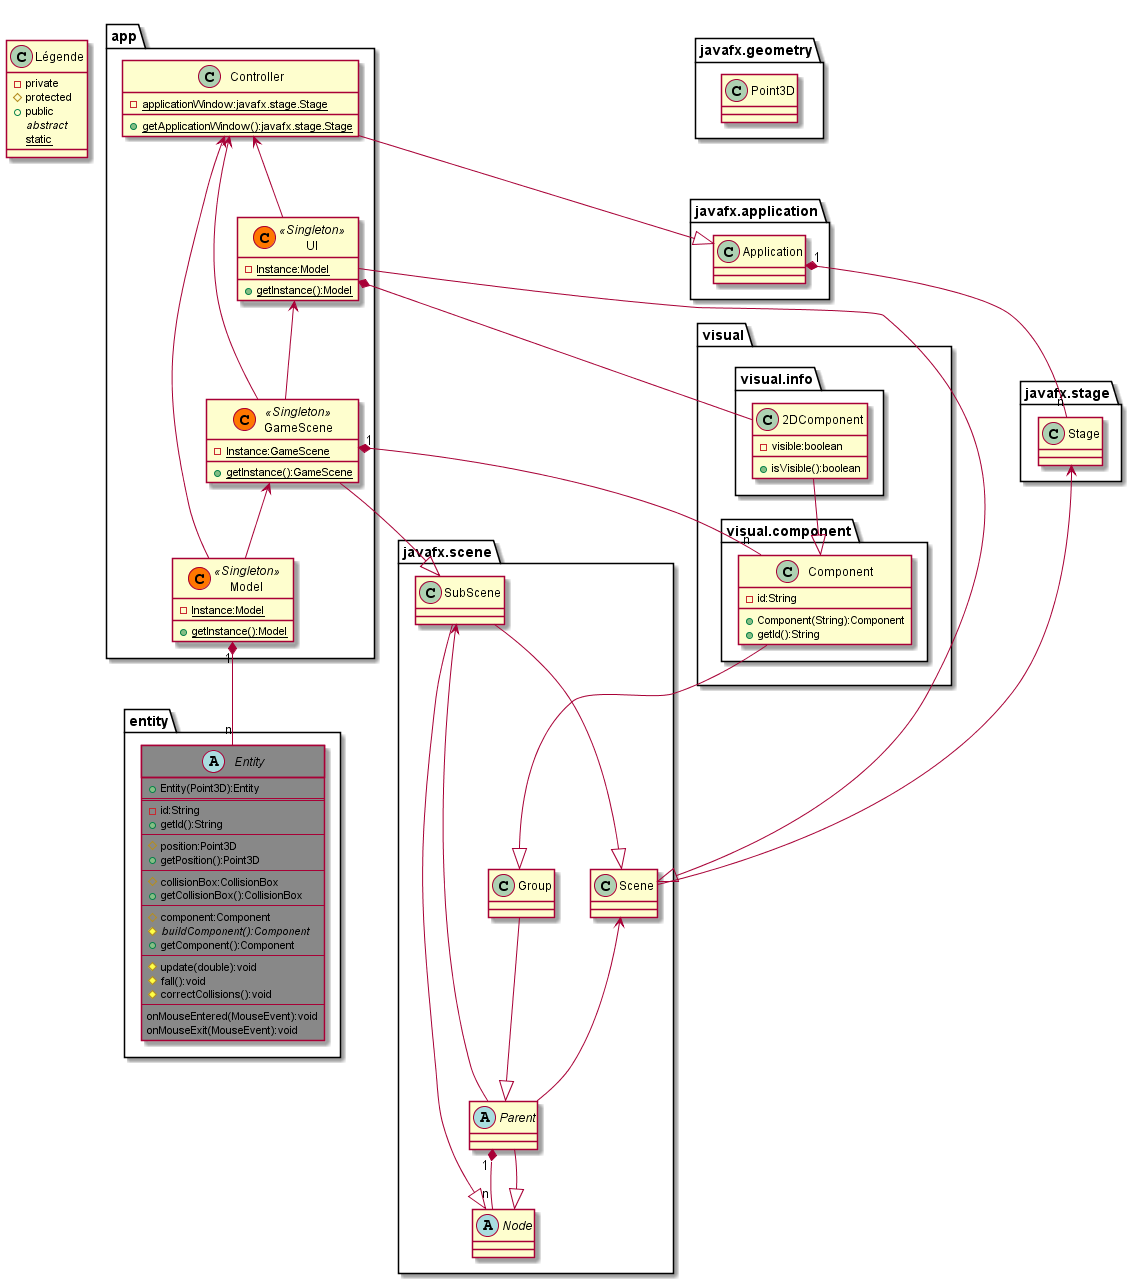 C Légende
private
protected
public
abstract
static
app
C Controller
applicationWindow:javafx.stage.Stage
getApplicationWindow():javafx.stage.Stage
C «Singleton»
UI
Instance:Model
getInstance():Model
C «Singleton»
GameScene
Instance:GameScene
getInstance():GameScene
C «Singleton»
Model
Instance:Model
getInstance():Model
1
n
1
n
entity
A Entity
Entity(Point3D):Entity
id:String
getId():String
position:Point3D
getPosition():Point3D
collisionBox:CollisionBox
getCollisionBox():CollisionBox
component:Component
buildComponent():Component
getComponent():Component
update(double):void
fall():void
correctCollisions():void
onMouseEntered(MouseEvent):void
onMouseExit(MouseEvent):void
javafx.geometry
C Point3D
javafx.application
C Application
1
n
javafx.stage
C Stage
visual
visual.info
C 2DComponent
visible:boolean
isVisible():boolean
visual.component
C Component
id:String
Component(String):Component
getId():String
javafx.scene
C SubScene
C Group
C Scene
A Parent
1
n
A Node